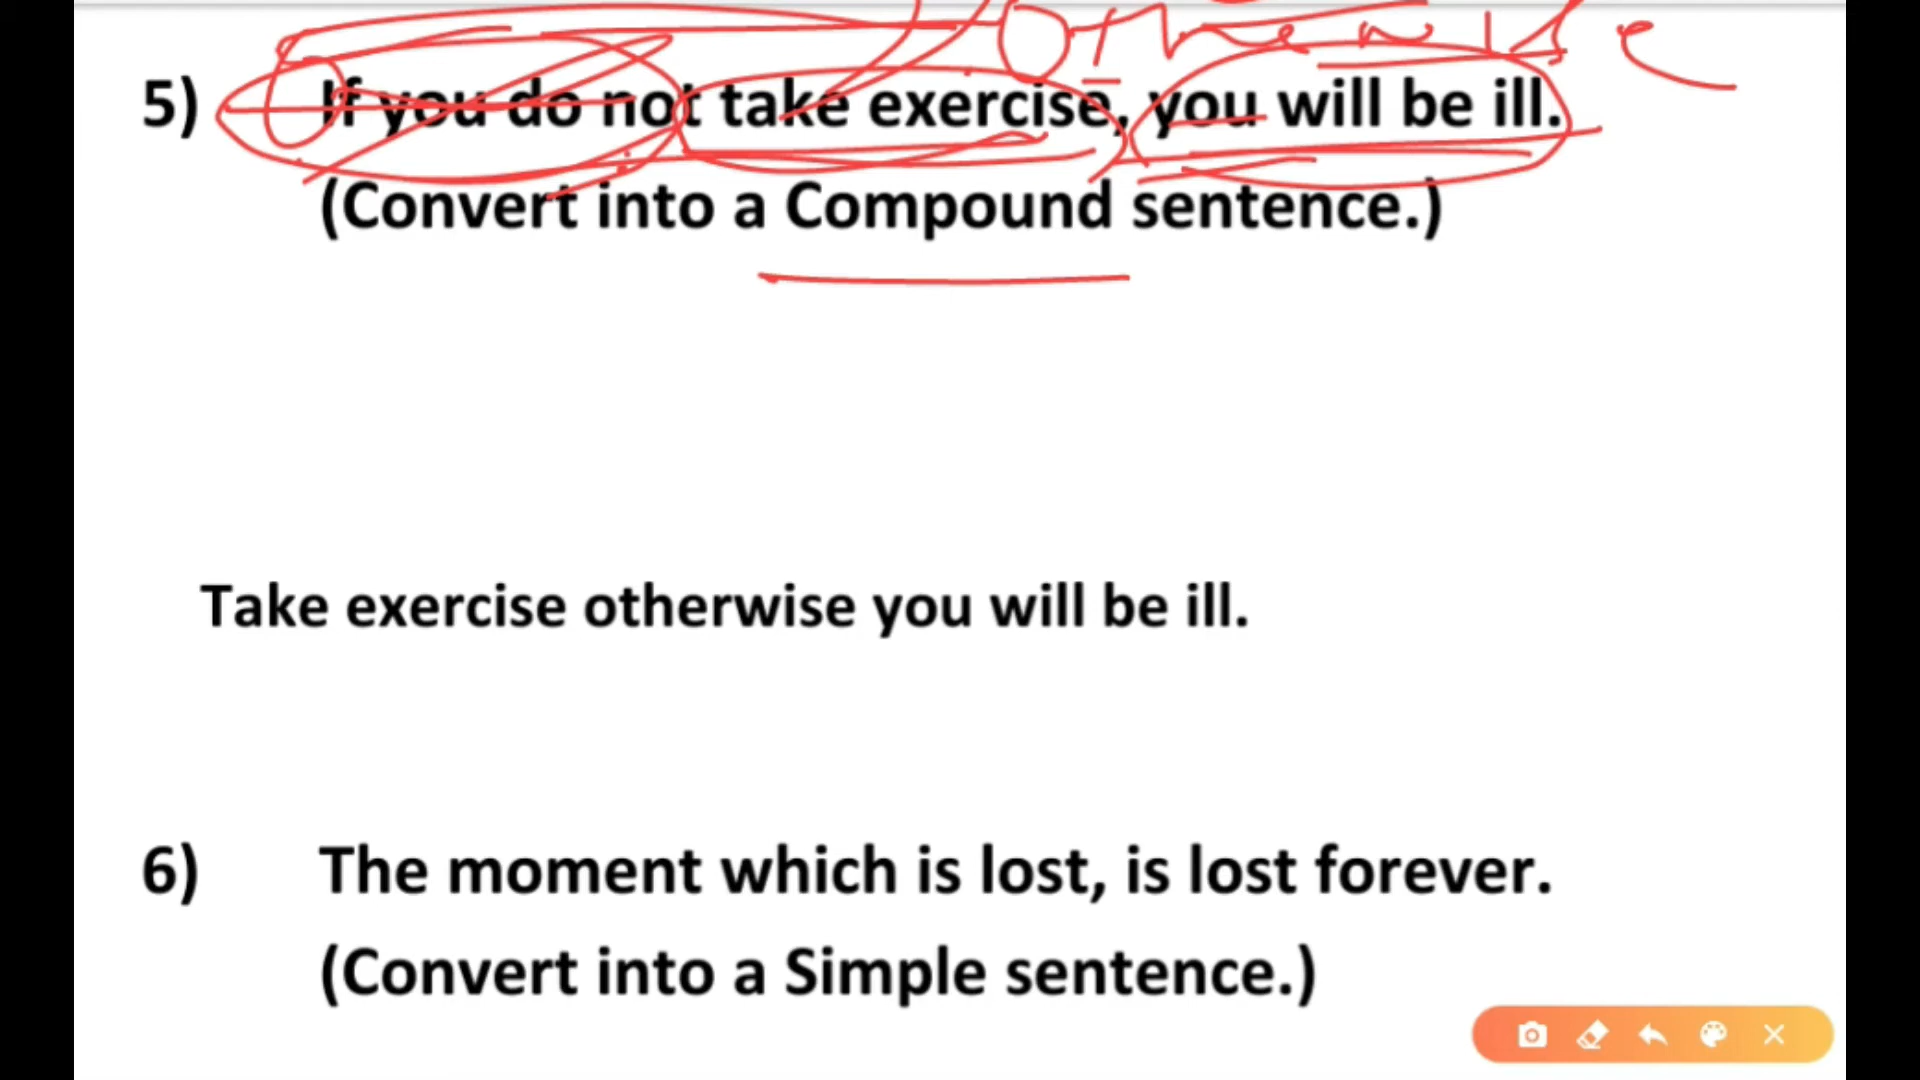 Otherwise
5) If you do not take exercise, you will be ill.
(Convert into a Compound sentence.)
Take exercise otherwise you will be ill.
6) The moment which is lost, is lost forever.
(Convert into a Simple sentence.)